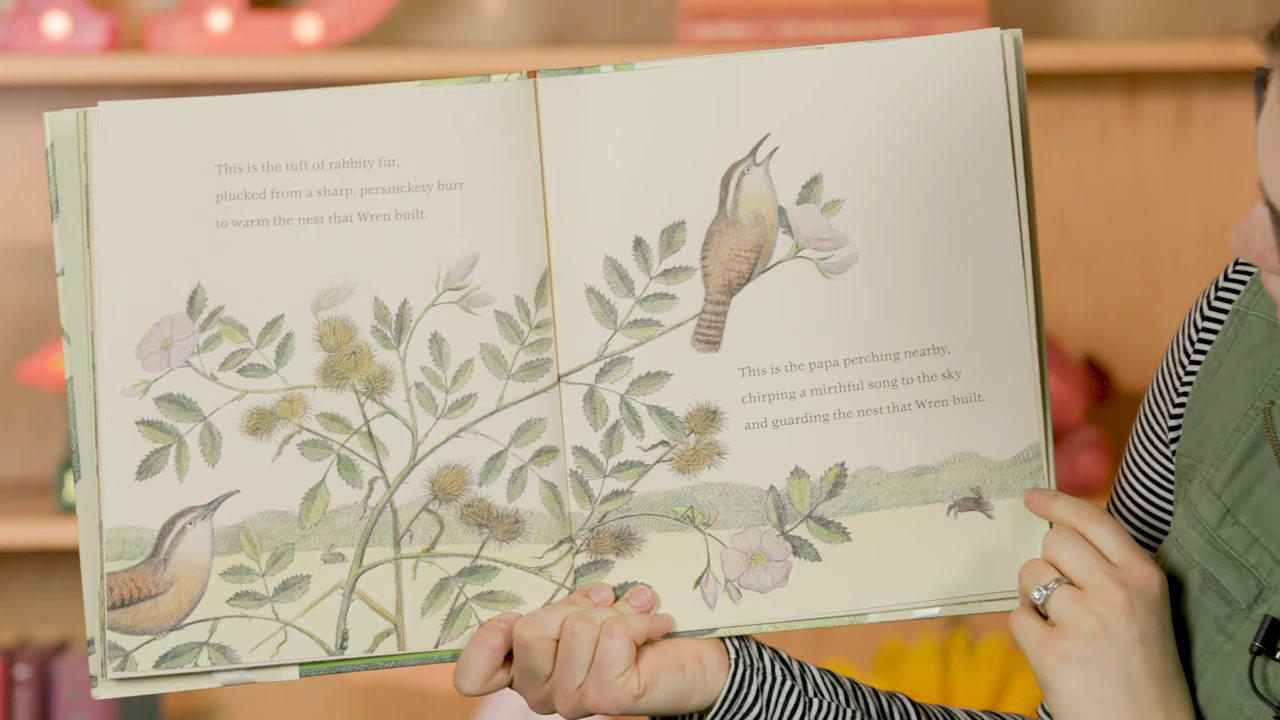 This is the tuft of rabbity fur,
plucked from a sharp, persnickety burr
to warm the nest that Wren built.
This is the papa perching nearby,
chirping a mirthful song to the sky
and guarding the nest that Wren built.